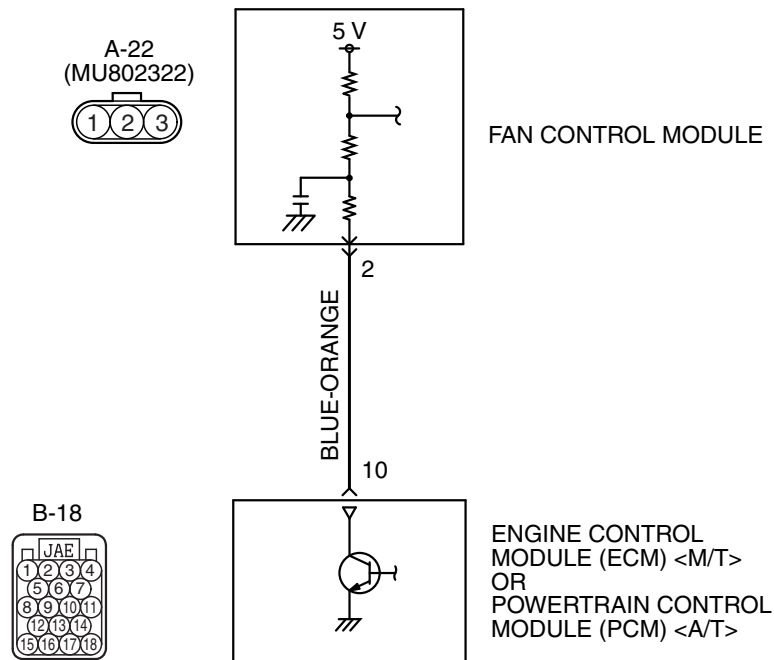 A-22
(MU802322)
1 2 3
5 V
FAN CONTROL MODULE
2
BLUE-ORANGE
10
B-18
JAE
1 2 3 4
5 6 7
8 9 10 11
12 13 14
15 16 17 18
ENGINE CONTROL
MODULE (ECM) <M/T>
OR
POWERTRAIN CONTROL
MODULE (PCM) <A/T>